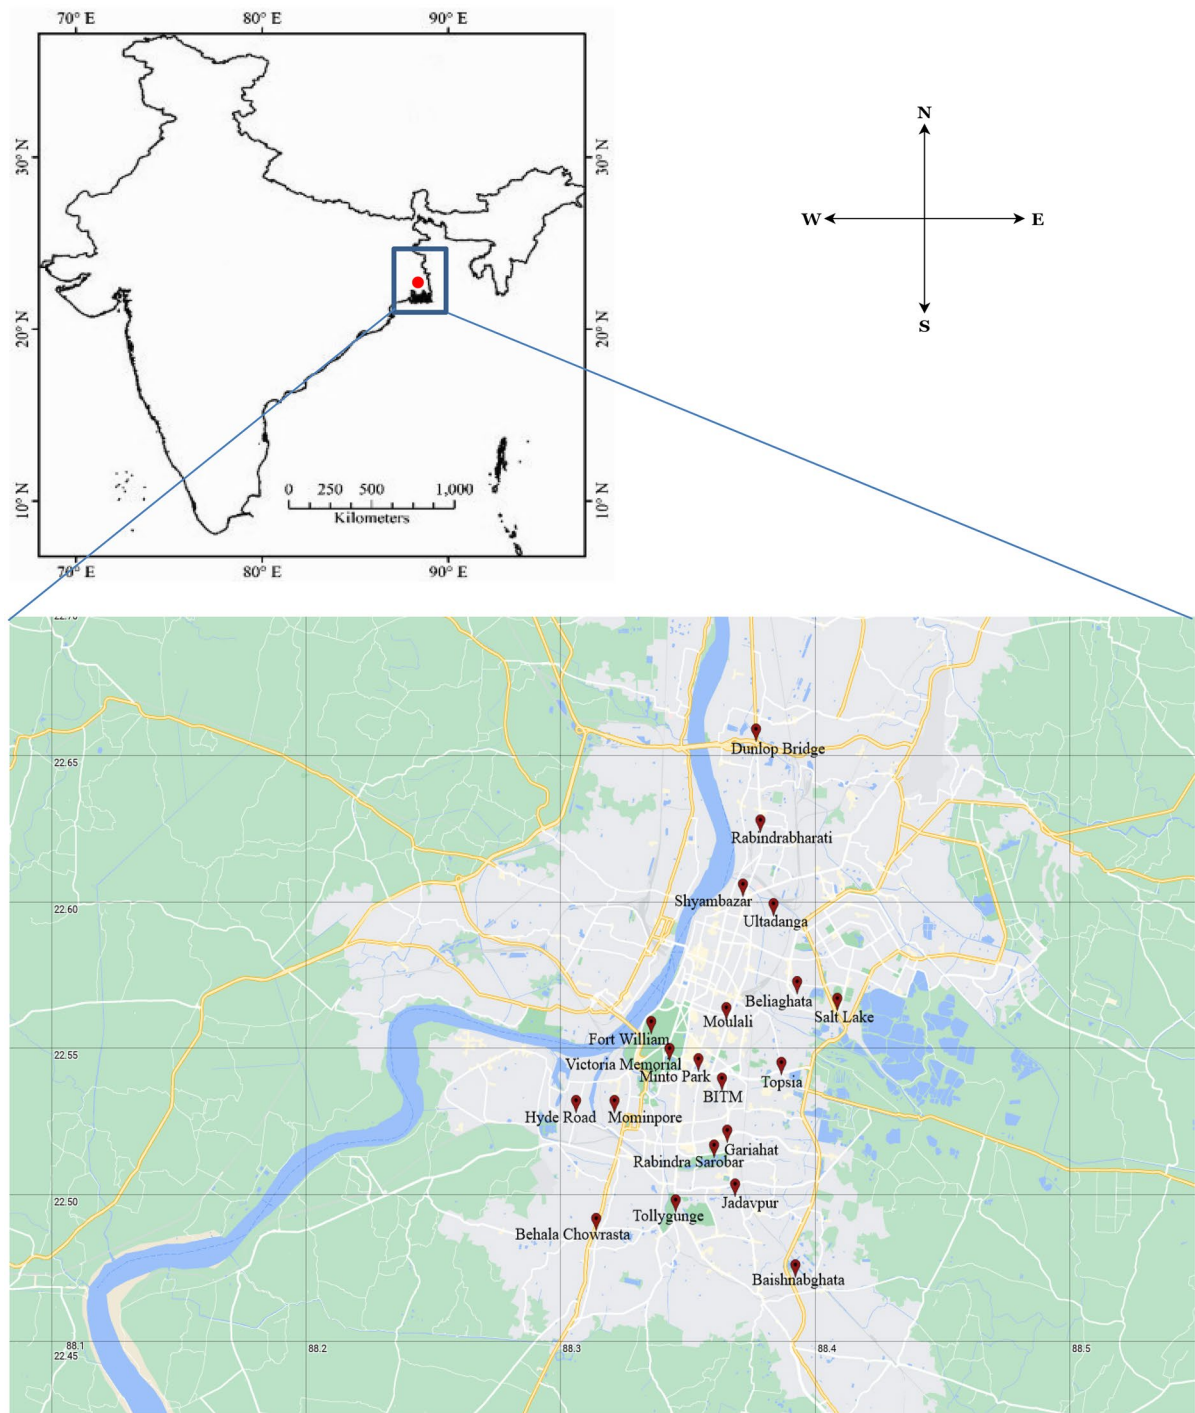 70° E 80° E 90° E
30° N 30° N
20° N 20° N
10° N 10° N
0 250 500 1,000
Kilometers
70° E 80° E 90° E
N
W E
S
22.70
22.65
Dunlop Bridge
Rabindrabharati
22.60
Shyambazar
Ultadanga
Beliaghata
Salt Lake
Moulali
Fort William
22.55
Victoria Memorial
Minto Park
Topsia
BITM
Hyde Road
Mominpore
Gariahat
Rabindra Sarobar
22.50
Jadavpur
Tollygunge
Behala Chowrasta
Baishnabghata
88.1 88.2 88.3 88.4 88.5
22.45